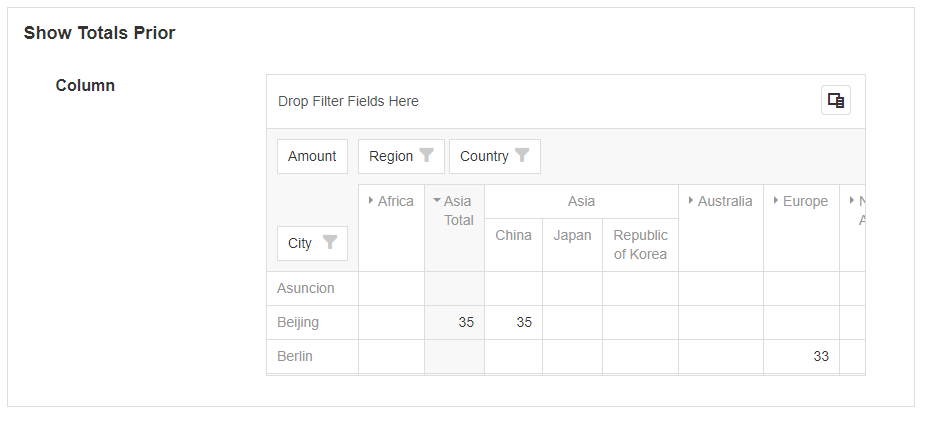 Show Totals Prior
Column
Drop Filter Fields Here
Amount
Region
Country
City
Africa
Asia
Total
Asia
Australia
Europe
China
Japan
Republic
of Korea
Asuncion
Beijing
35
35
Berlin
33